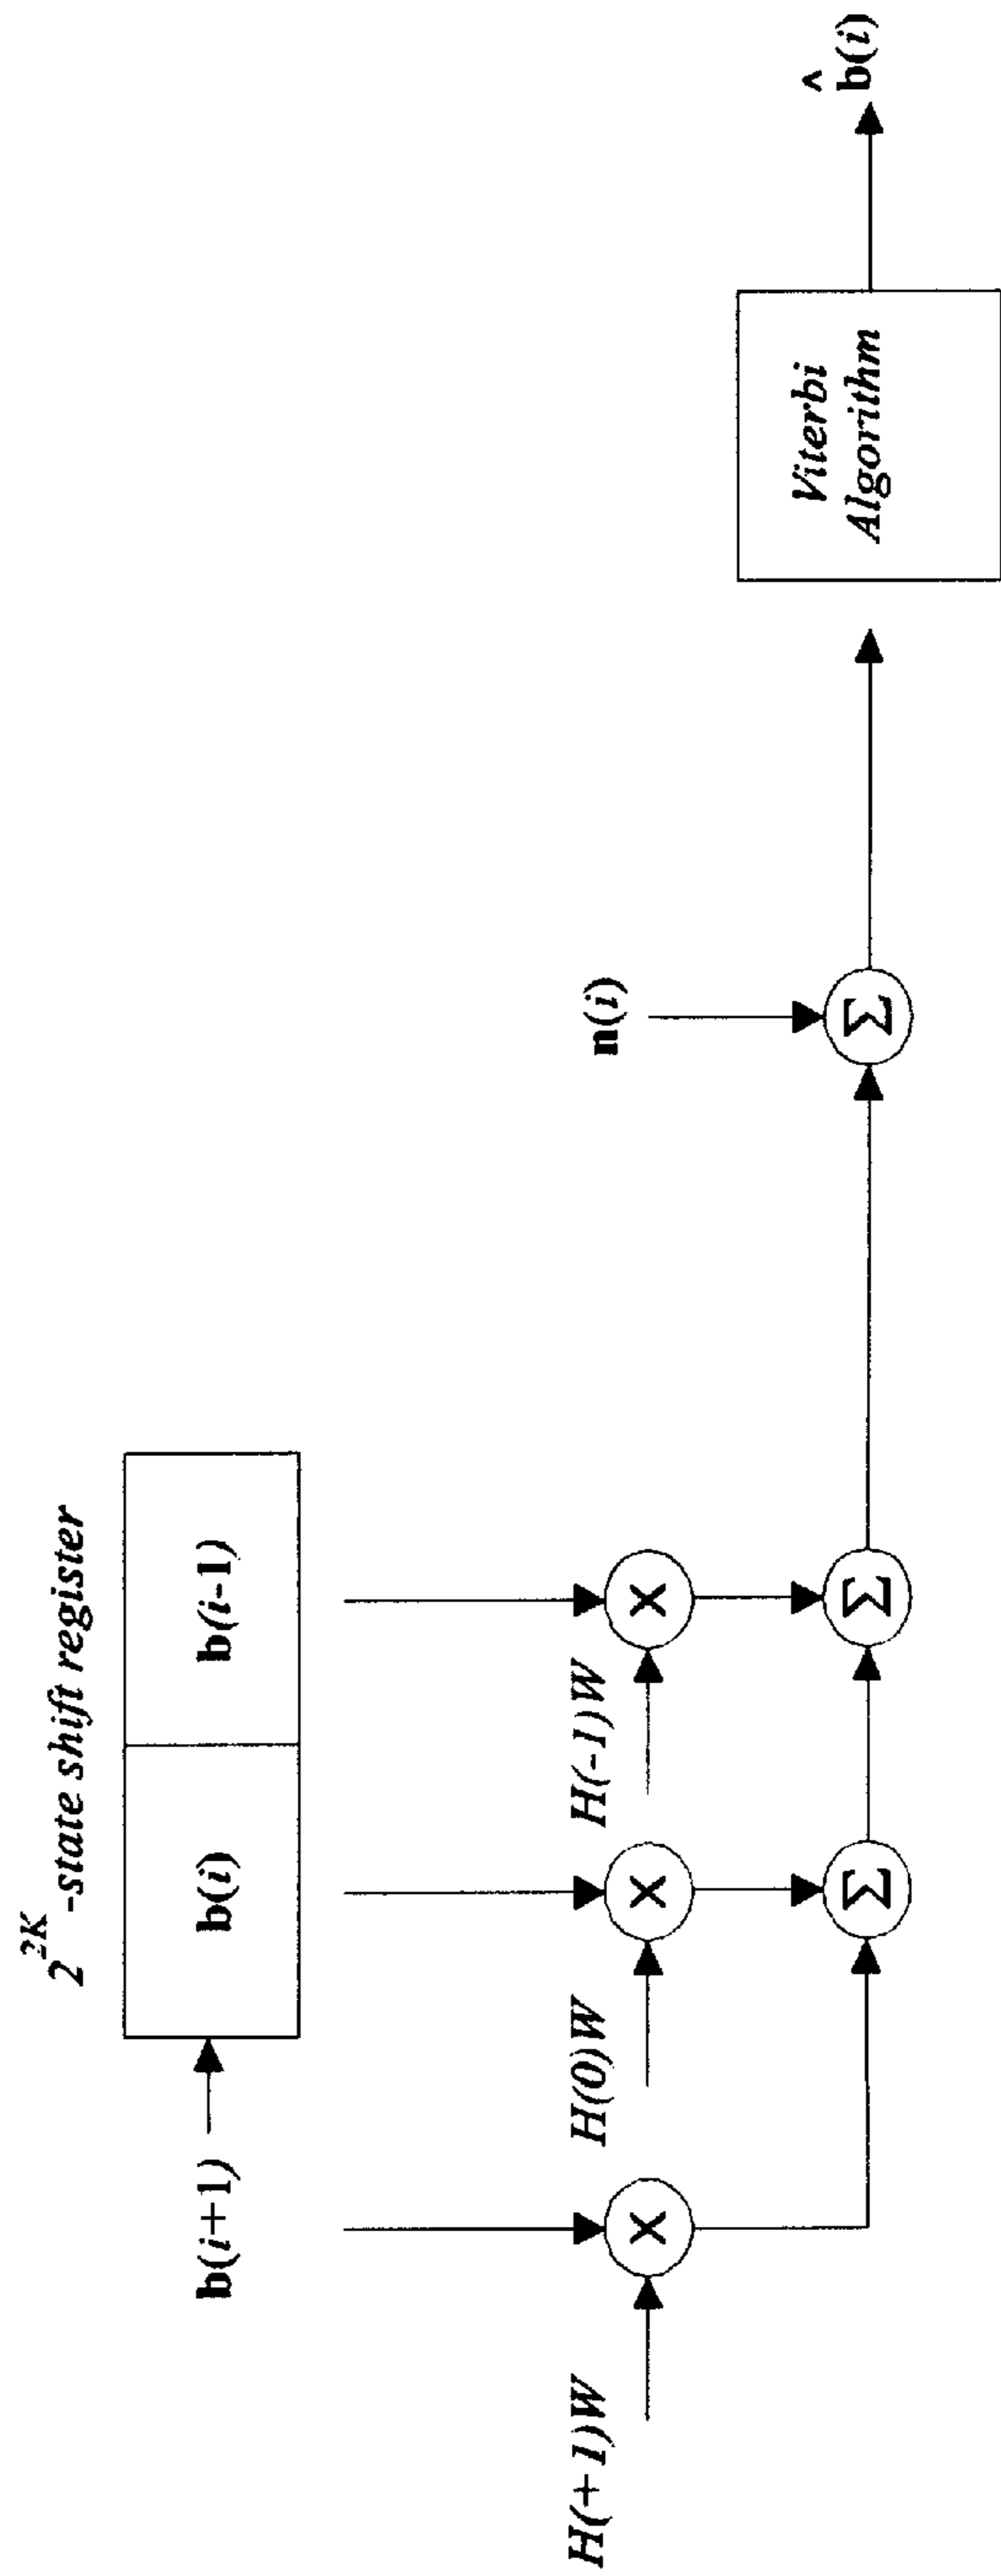 2^{2K} -state shift register
b(i+1)
b(i)
b(i-1)
H(+1)W
H(0)W
H(-1)W
n(i)
X
X
X
Σ
Σ
Σ
Viterbi
Algorithm
b̂(i)